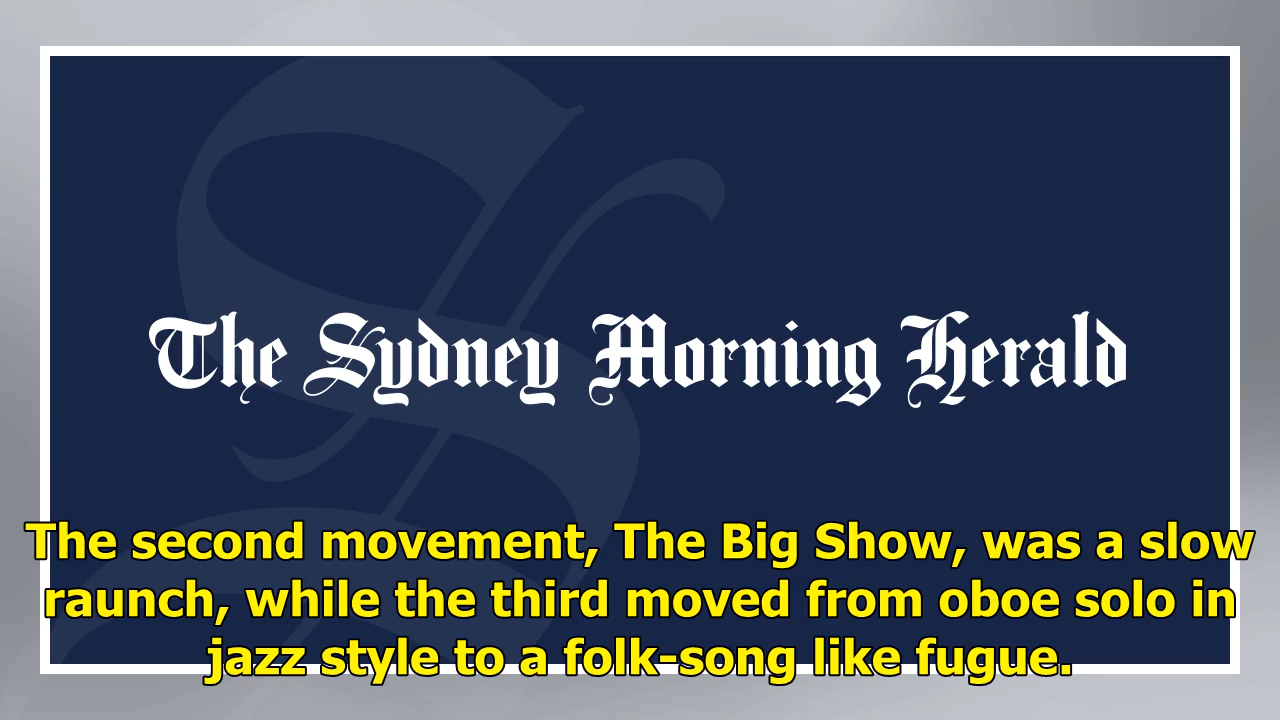 The Sydney Morning Herald
The second movement, The Big Show, was a slow
raunch, while the third moved from oboe solo in
jazz style to a folk-song like fugue.